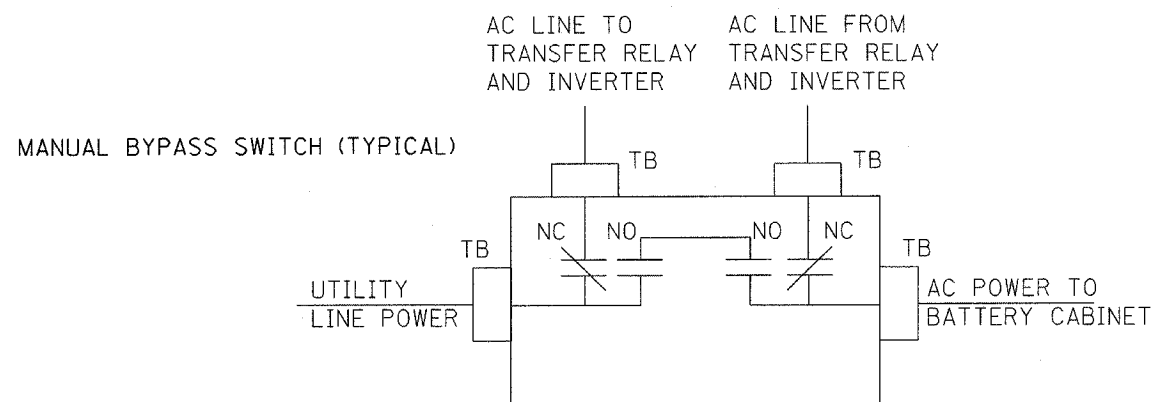 AC LINE TO
TRANSFER RELAY
AND INVERTER
AC LINE FROM
TRANSFER RELAY
AND INVERTER
MANUAL BYPASS SWITCH (TYPICAL)
TB
TB
NC
NO
NO
NC
TB
TB
UTILITY
LINE POWER
AC POWER TO
BATTERY CABINET